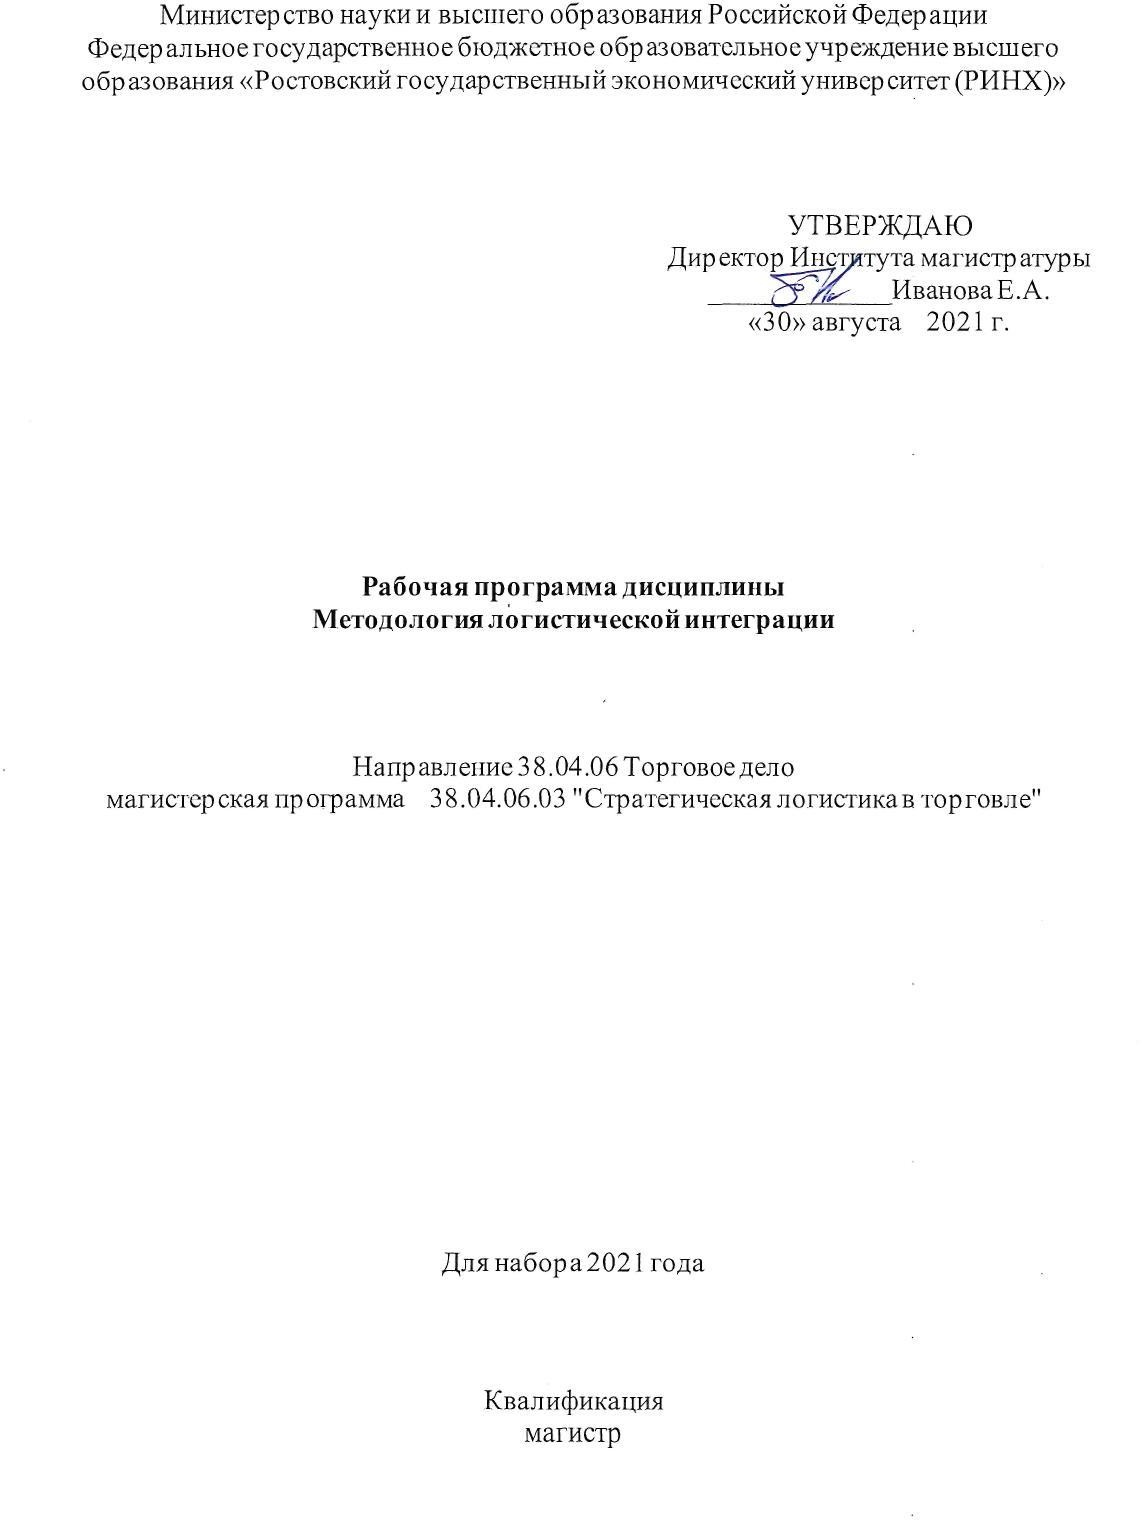 Министерство науки и высшего образования Российской Федерации
Федеральное государственное бюджетное образовательное учреждение высшего
образования «Ростовский государственный экономический университет (РИНХ)»
УТВЕРЖДАЮ
Директор Института магистратуры
______________Иванова Е.А.
«30» августа 2021 г.
Рабочая программа дисциплины
Методология логистической интеграции
Направление 38.04.06 Торговое дело
магистерская программа 38.04.06.03 "Стратегическая логистика в торговле"
Для набора 2021 года
Квалификация
магистр